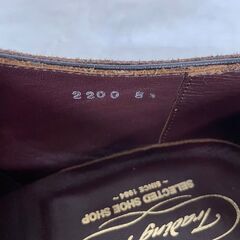 2200 8½
Trading
SINCE 1984
SELECTED SHOE SHOP